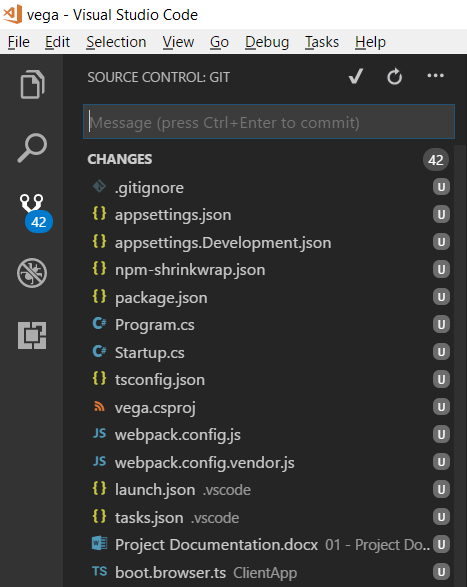 vega - Visual Studio Code
File Edit Selection View Go Debug Tasks Help
SOURCE CONTROL: GIT
Message (press Ctrl+Enter to commit)
CHANGES 42
.gitignore U
{} appsettings.json U
42
{} appsettings.Development.json U
{} npm-shrinkwrap.json U
{} package.json U
C# Program.cs U
C# Startup.cs U
{} tsconfig.json U
vega.csproj U
JS webpack.config.js U
JS webpack.config.vendor.js U
{} launch.json .vscode U
{} tasks.json .vscode U
Project Documentation.docx 01 - Project Do... U
TS boot.browser.ts ClientApp U